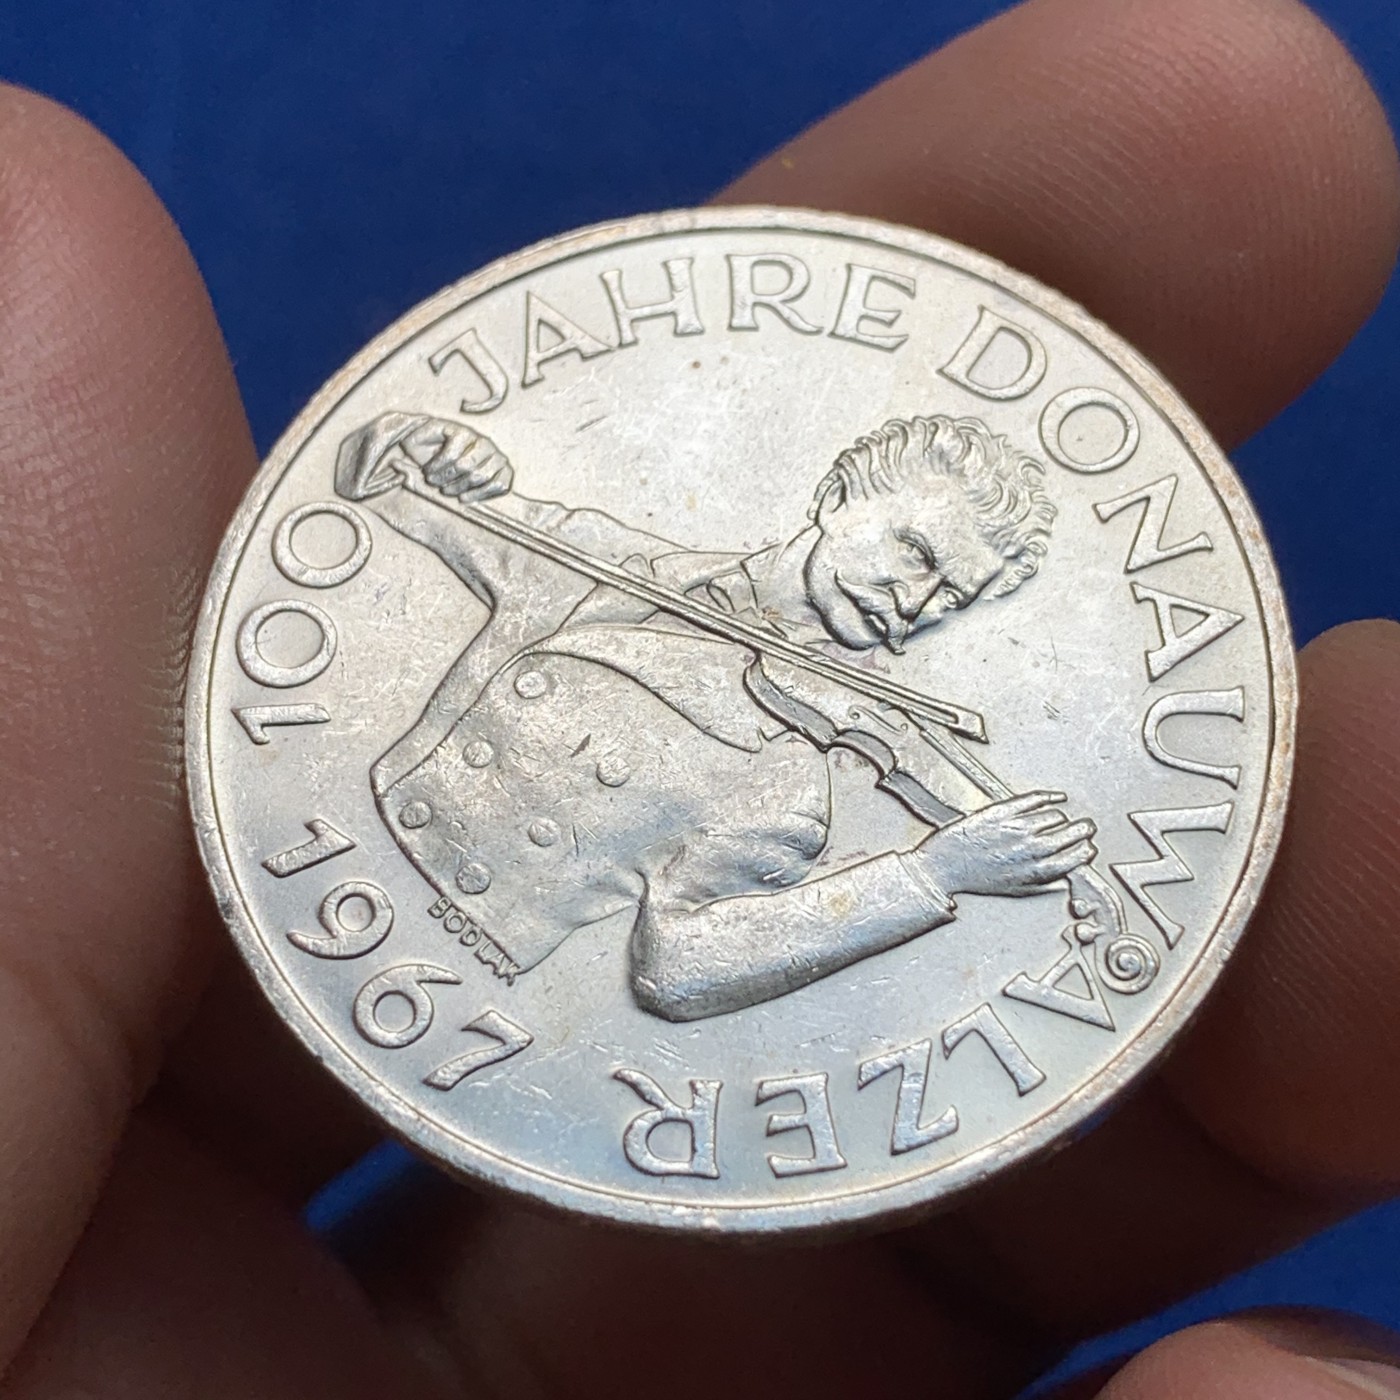 100 JAHRE DONAUWALZER
1967
BODLAK